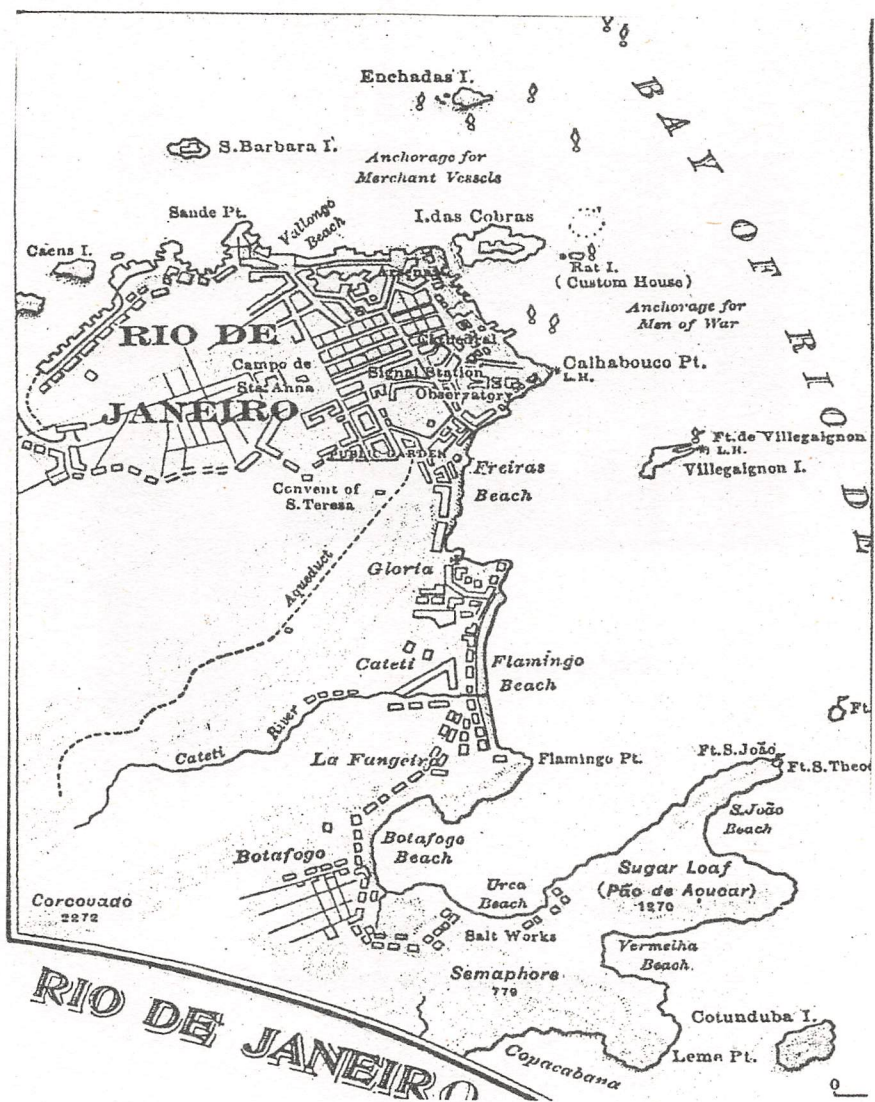 Enchadas I.
BAY OF RIO DE
S. Barbara I.
Anchorage for
Merchant Vessels
Saude Pt.
Vallongo
Beach
I. das Cobras
Caens I.
Arsenal
Rat I.
(Custom House)
Anchorage for
Men of War
RIO DE
JANEIRO
Cathedral
Campo de
Sta. Anna
Signal Station
Observatory
Calhabouco Pt.
L.H.
Ft. de Villegaignon
L.H.
Villegaignon I.
PUBLIC GARDEN
Freiras
Beach
Convent of
S. Teresa
Aqueduct
Gloria
Cateti
Flamingo
Beach
River
Cateti
La Fangeira
Flamingo Pt.
Ft.
Ft. S. João
Ft. S. Theo
S. João
Beach
Botafogo
Beach
Botafogo
Urca
Beach
Sugar Loaf
(Pão de Açucar)
1270
Corcovado
2272
Salt Works
Vermelha
Beach
Semaphore
779
Cotunduba I.
Leme Pt.
Copacabana
RIO DE JANEIRO
0